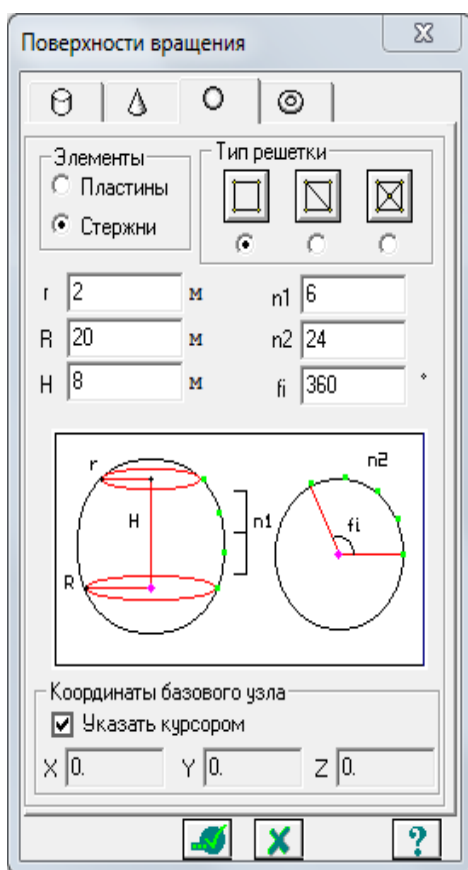 Поверхности вращения
Элементы
Тип решетки
Пластины
Стержни
r 2 м n1 6
R 20 м n2 24
H 8 м fi 360 °
r n2
H n1 fi
R
Координаты базового узла
Указать курсором
X 0. Y 0. Z 0.
?